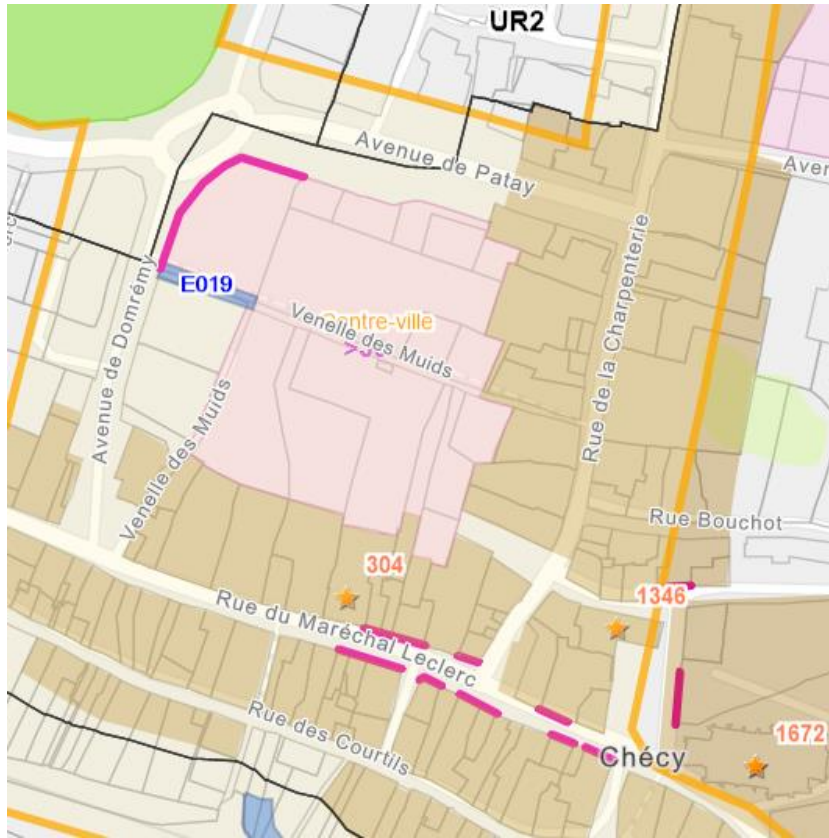 UR2
Avenue de Patay
Aven
E019
Avenue de Domrémy
Centre-ville
Venelle des Muids
Rue de la Charpenterie
Venelle des Muids
Rue Bouchot
304
1346
Rue du Maréchal Leclerc
Rue des Courtils
Chécy
1672